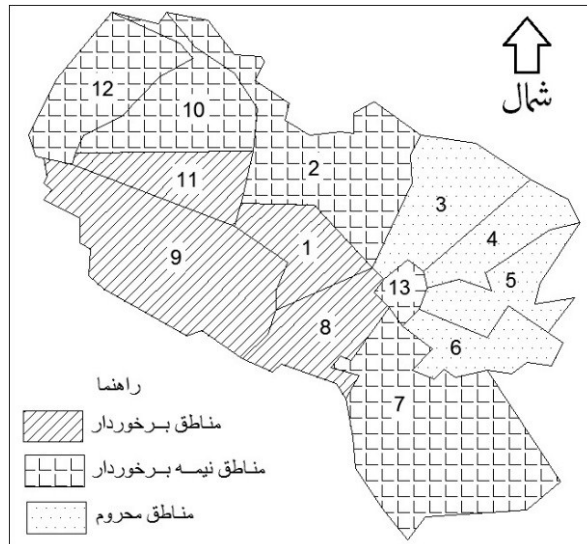 شمال
12
10
2
11
3
4
1
9
5
13
8
6
7
راهنما
مناطق برخوردار
مناطق نیمه برخوردار
مناطق محروم